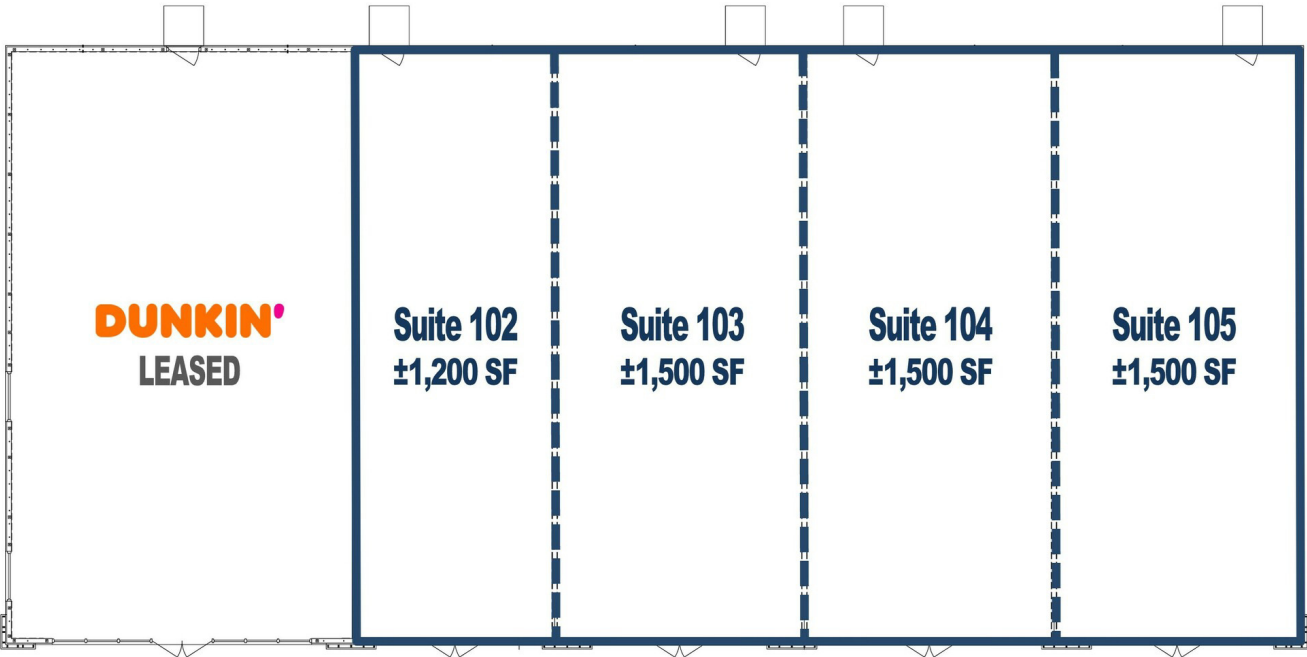 DUNKIN'
LEASED
Suite 102
±1,200 SF
Suite 103
±1,500 SF
Suite 104
±1,500 SF
Suite 105
±1,500 SF